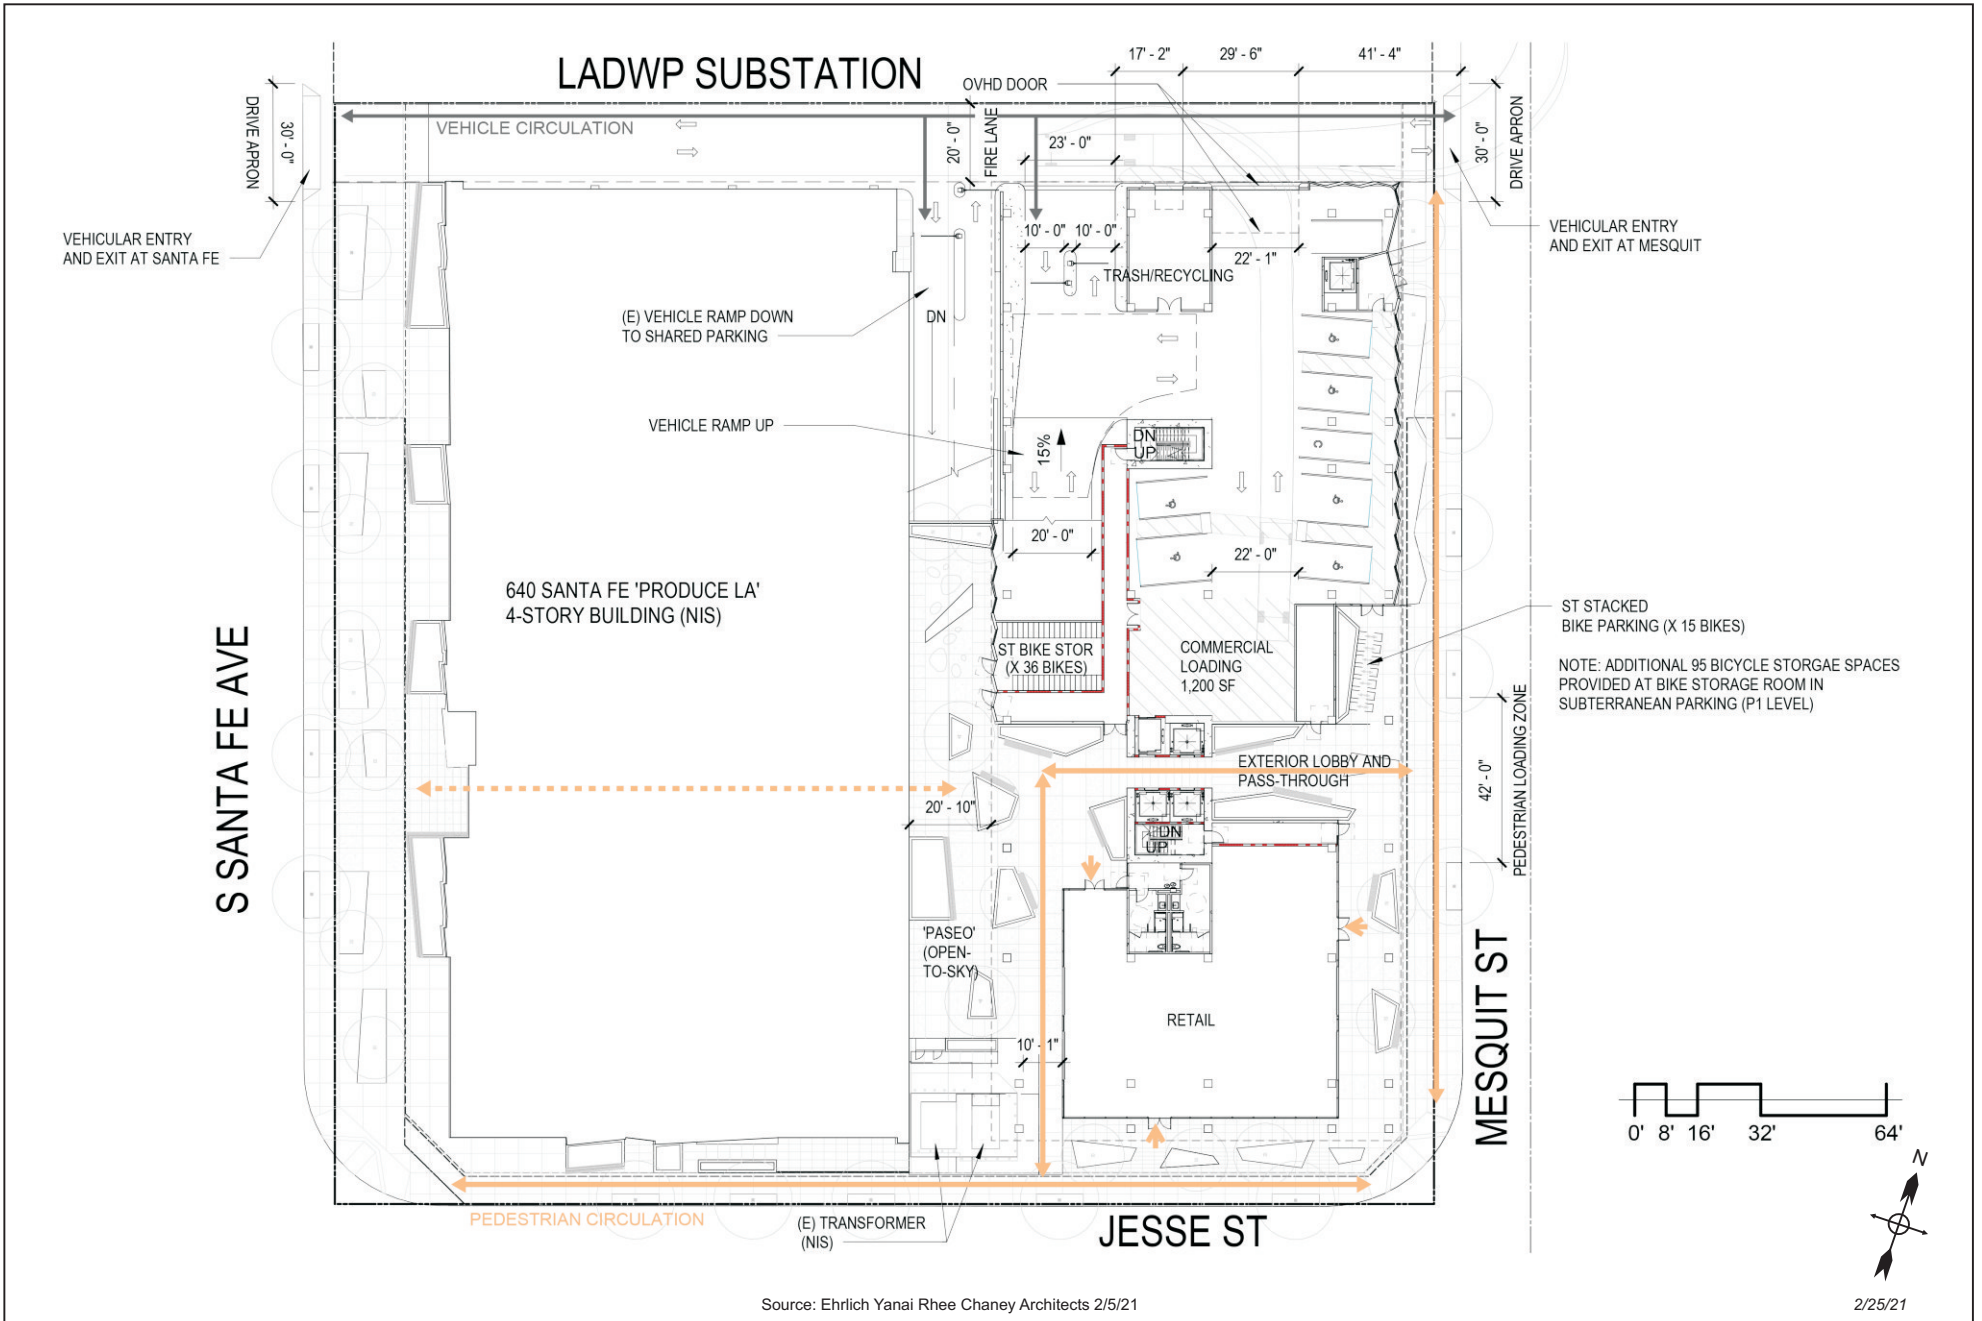 LADWP SUBSTATION
17' - 2"
29' - 6"
41' - 4"
OVHD DOOR
DRIVE APRON
30' - 0"
VEHICLE CIRCULATION
20' - 0"
FIRE LANE
23' - 0"
30' - 0"
DRIVE APRON
VEHICULAR ENTRY
AND EXIT AT SANTA FE
VEHICULAR ENTRY
AND EXIT AT MESQUIT
10' - 0"
10' - 0"
22' - 1"
TRASH/RECYCLING
(E) VEHICLE RAMP DOWN
TO SHARED PARKING
DN
VEHICLE RAMP UP
15%
DN
UP
20' - 0"
22' - 0"
640 SANTA FE 'PRODUCE LA'
4-STORY BUILDING (NIS)
ST STACKED
BIKE PARKING (X 15 BIKES)
NOTE: ADDITIONAL 95 BICYCLE STORGAE SPACES
PROVIDED AT BIKE STORAGE ROOM IN
SUBTERRANEAN PARKING (P1 LEVEL)
ST BIKE STOR
(X 36 BIKES)
COMMERCIAL
LOADING
1,200 SF
S SANTA FE AVE
EXTERIOR LOBBY AND
PASS-THROUGH
42' - 0"
PEDESTRIAN LOADING ZONE
20' - 10"
DN
UP
'PASEO'
(OPEN-
TO-SKY)
RETAIL
10' - 1"
MESQUIT ST
0' 8' 16' 32' 64'
N
PEDESTRIAN CIRCULATION
(E) TRANSFORMER
(NIS)
JESSE ST
Source: Ehrlich Yanai Rhee Chaney Architects 2/5/21
2/25/21